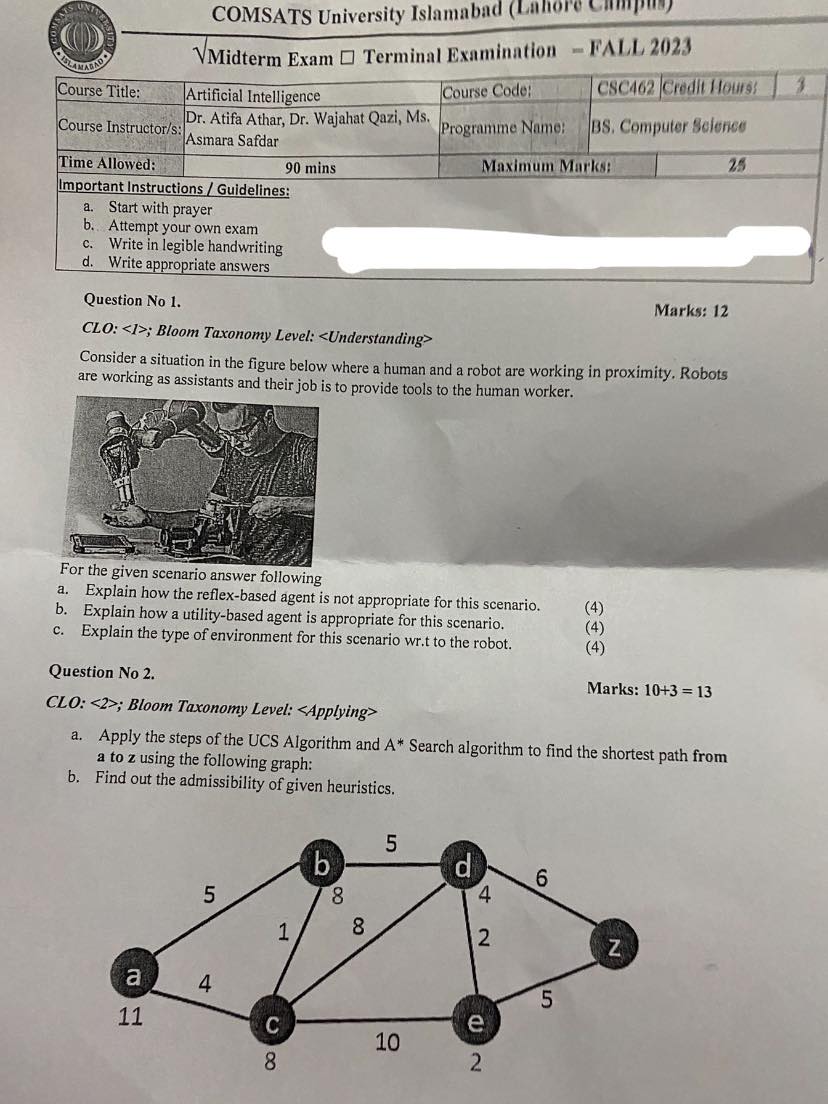 COMSATS University Islamabad (Lahore Campus)
√Midterm Exam ☐ Terminal Examination – FALL 2023
Course Title: Artificial Intelligence Course Code: CSC462 Credit Hours: 3
Course Instructor/s: Dr. Atifa Athar, Dr. Wajahat Qazi, Ms. Asmara Safdar Programme Name: BS. Computer Science
Time Allowed: 90 mins Maximum Marks: 25
Important Instructions / Guidelines:
a. Start with prayer
b. Attempt your own exam
c. Write in legible handwriting
d. Write appropriate answers
Question No 1. Marks: 12
CLO: <1>; Bloom Taxonomy Level: <Understanding>
Consider a situation in the figure below where a human and a robot are working in proximity. Robots
are working as assistants and their job is to provide tools to the human worker.
For the given scenario answer following
a. Explain how the reflex-based agent is not appropriate for this scenario. (4)
b. Explain how a utility-based agent is appropriate for this scenario. (4)
c. Explain the type of environment for this scenario wr.t to the robot. (4)
Question No 2. Marks: 10+3 = 13
CLO: <2>; Bloom Taxonomy Level: <Applying>
a. Apply the steps of the UCS Algorithm and A* Search algorithm to find the shortest path from
a to z using the following graph:
b. Find out the admissibility of given heuristics.
5
b d
5 8 4 6
1 8 2
a z
4 5
11
c e
10
8 2